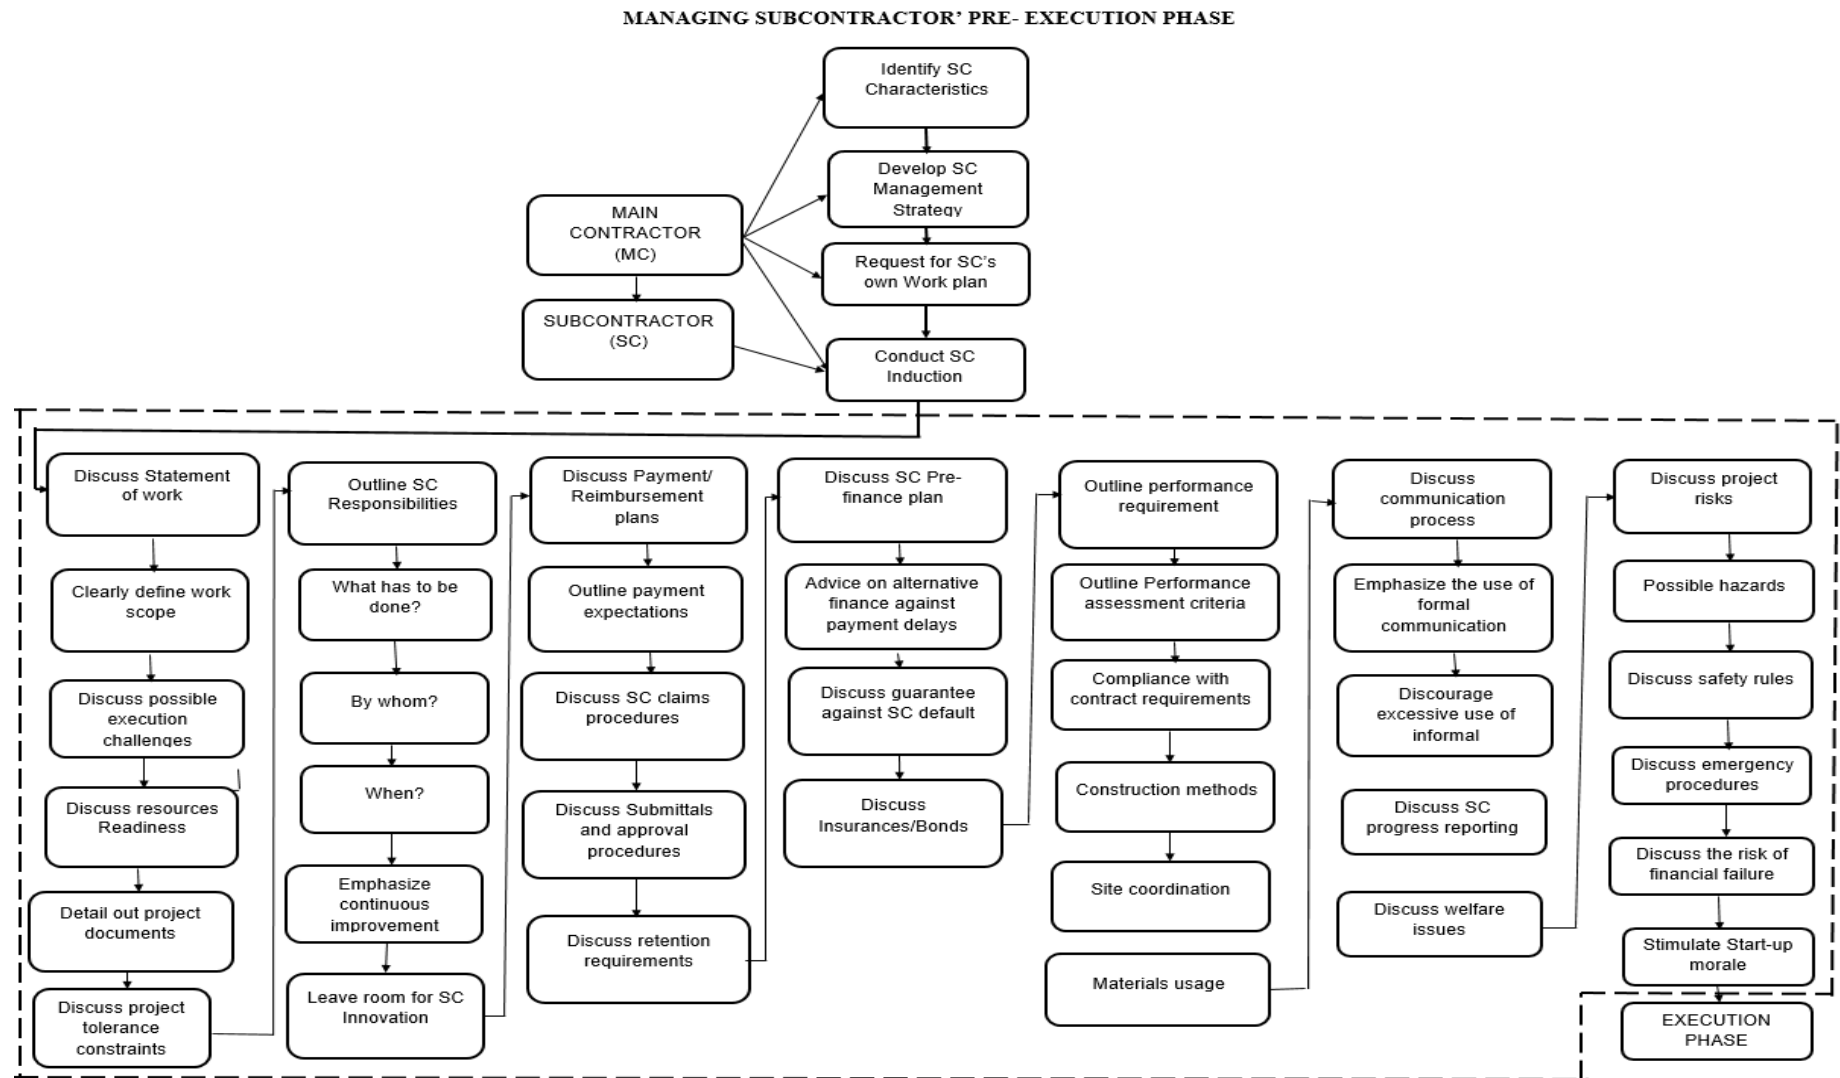 MANAGING SUBCONTRACTOR’ PRE- EXECUTION PHASE
Identify SC
Characteristics
Develop SC
Management
Strategy
MAIN
CONTRACTOR
(MC)
Request for SC’s
own Work plan
SUBCONTRACTOR
(SC)
Conduct SC
Induction
Discuss Statement
of work
Clearly define work
scope
Discuss possible
execution
challenges
Discuss resources
Readiness
Detail out project
documents
Discuss project
tolerance
constraints
Outline SC
Responsibilities
What has to be
done?
By whom?
When?
Emphasize
continuous
improvement
Leave room for SC
Innovation
Discuss Payment/
Reimbursement
plans
Outline payment
expectations
Discuss SC claims
procedures
Discuss Submittals
and approval
procedures
Discuss retention
requirements
Discuss SC Pre-
finance plan
Advice on alternative
finance against
payment delays
Discuss guarantee
against SC default
Discuss
Insurances/Bonds
Outline performance
requirement
Outline Performance
assessment criteria
Compliance with
contract requirements
Construction methods
Site coordination
Materials usage
Discuss
communication
process
Emphasize the use of
formal
communication
Discourage
excessive use of
informal
Discuss SC
progress reporting
Discuss welfare
issues
Discuss project
risks
Possible hazards
Discuss safety rules
Discuss emergency
procedures
Discuss the risk of
financial failure
Stimulate Start-up
morale
EXECUTION
PHASE